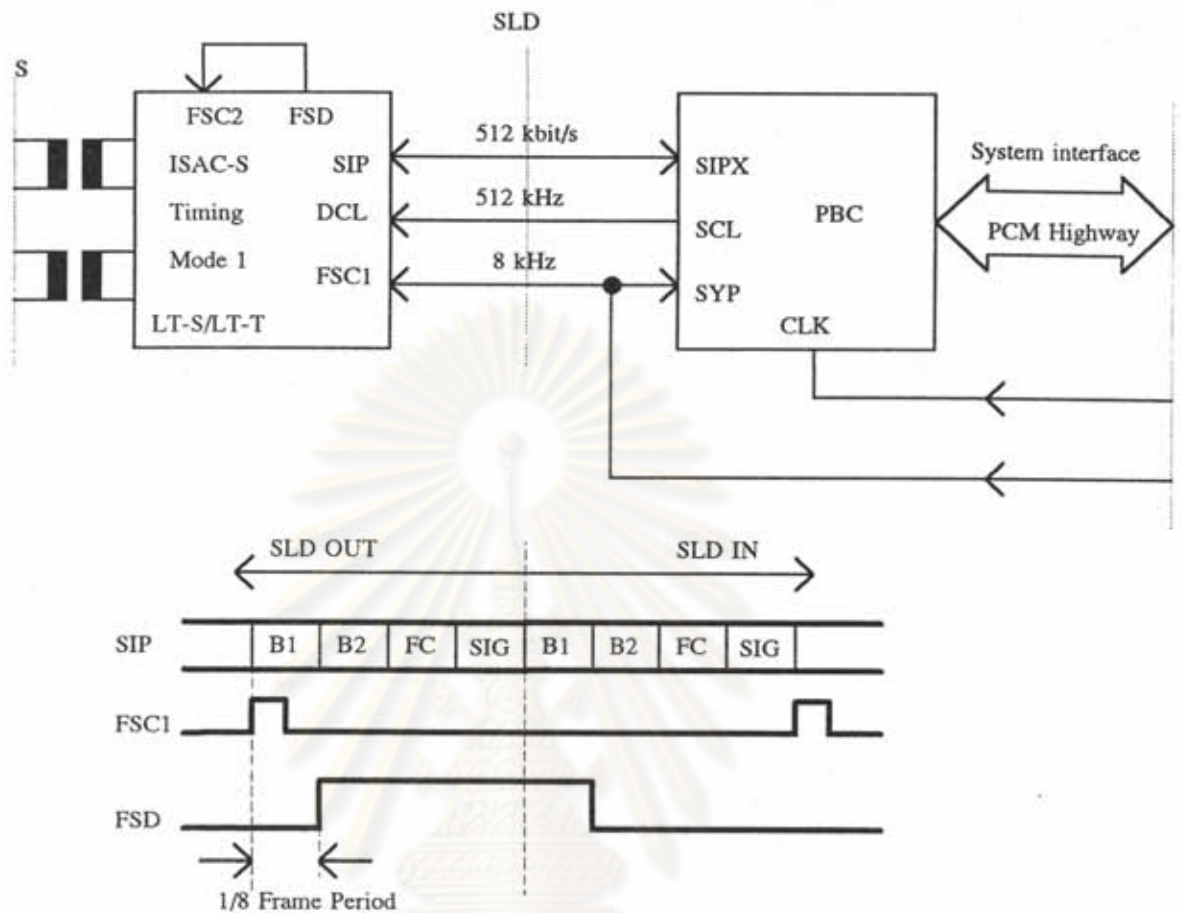 SLD
S
FSC2 FSD
ISAC-S SIP
Timing DCL
Mode 1 FSC1
LT-S/LT-T
512 kbit/s
512 kHz
8 kHz
SIPX
SCL
SYP
PBC
CLK
System interface
PCM Highway
SLD OUT SLD IN
SIP B1 B2 FC SIG B1 B2 FC SIG
FSC1
FSD
1/8 Frame Period